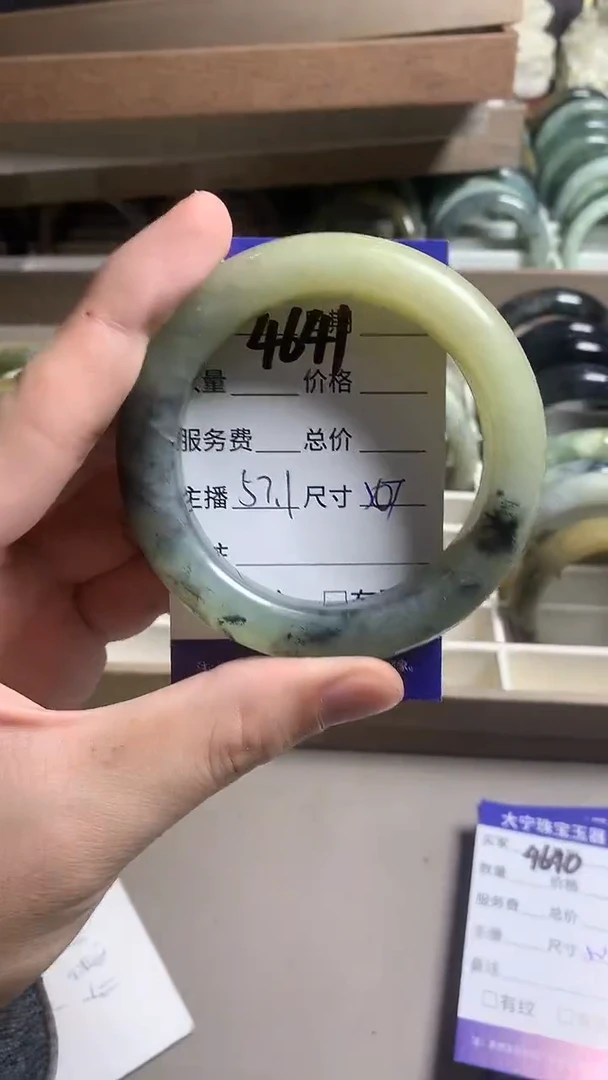 4641
量 价格
服务费 总价
主播 57.1 尺寸
大宁珠宝玉器
买家 4640
数量 价格
服务费 总价
主播 尺寸
备注
□有纹